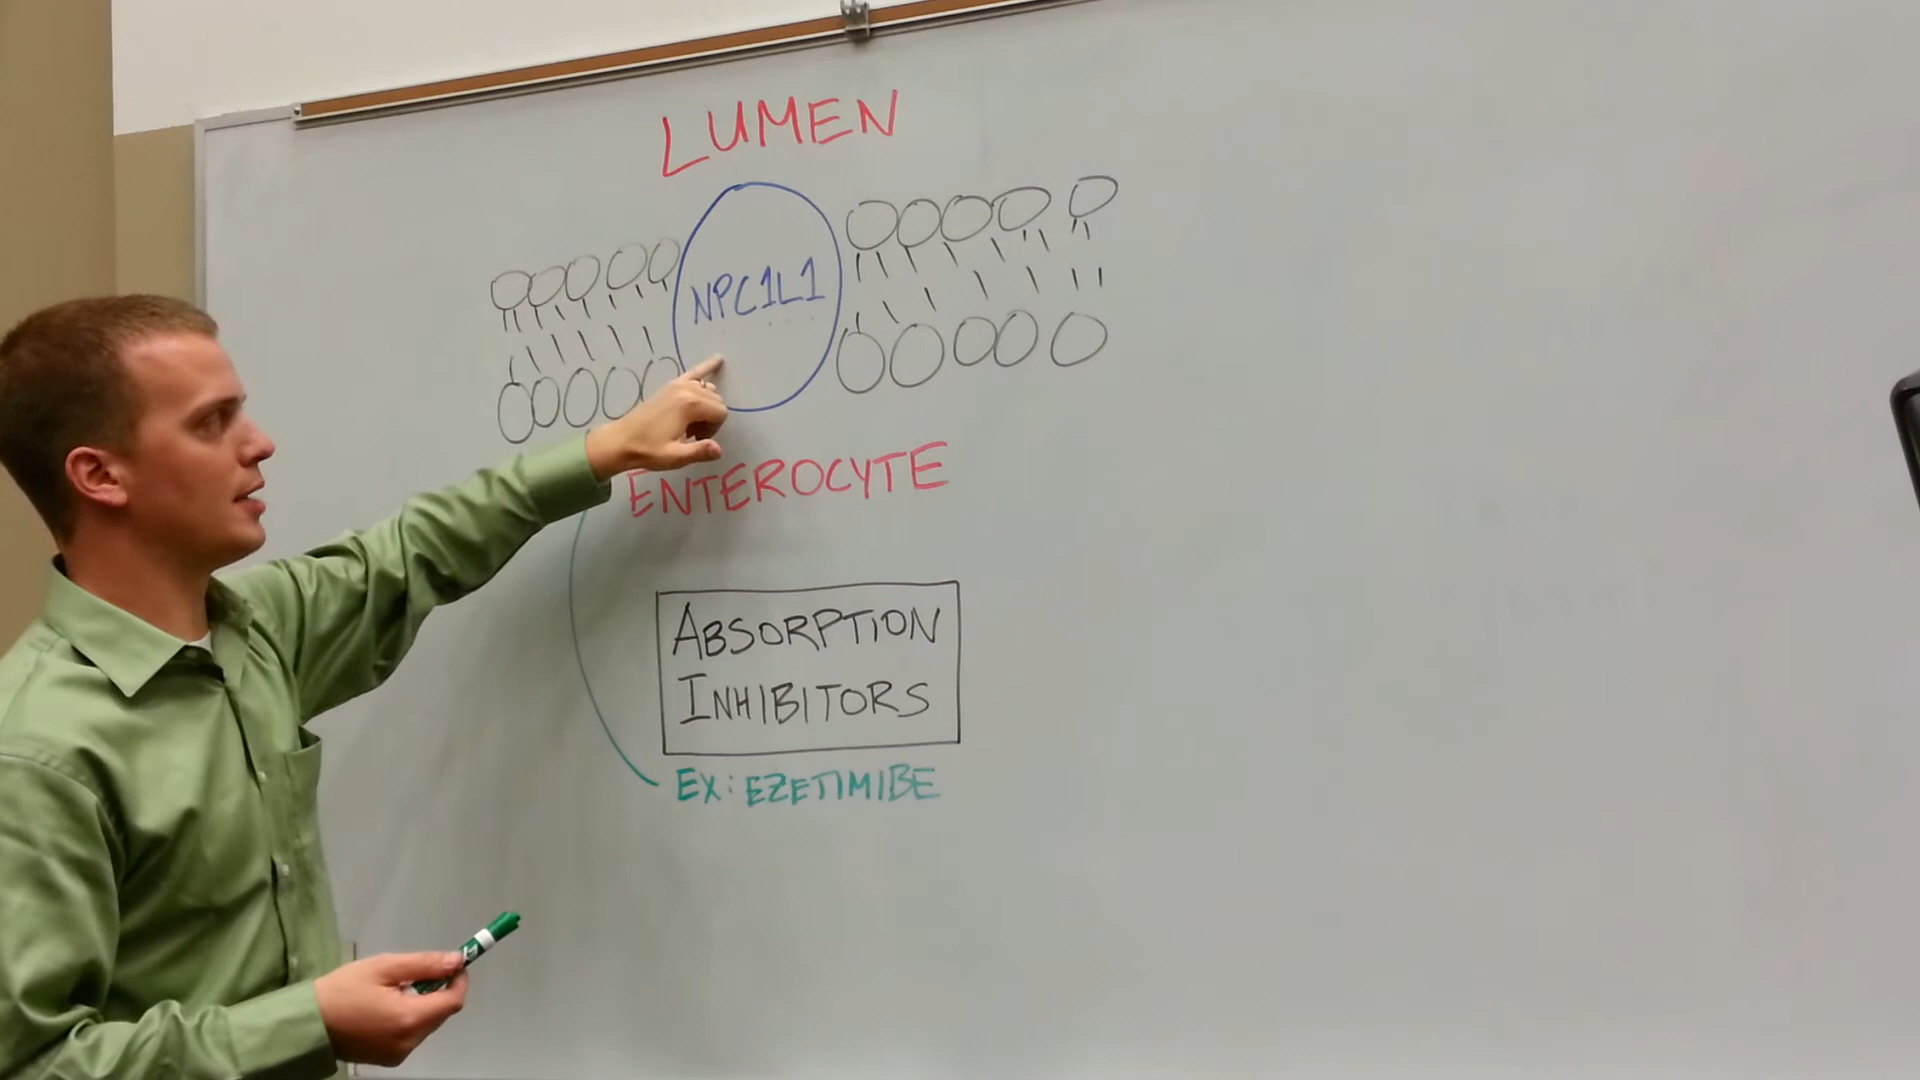 LUMEN
NPC1L1
ENTEROCYTE
ABSORPTION
INHIBITORS
EX: EZETIMIBE